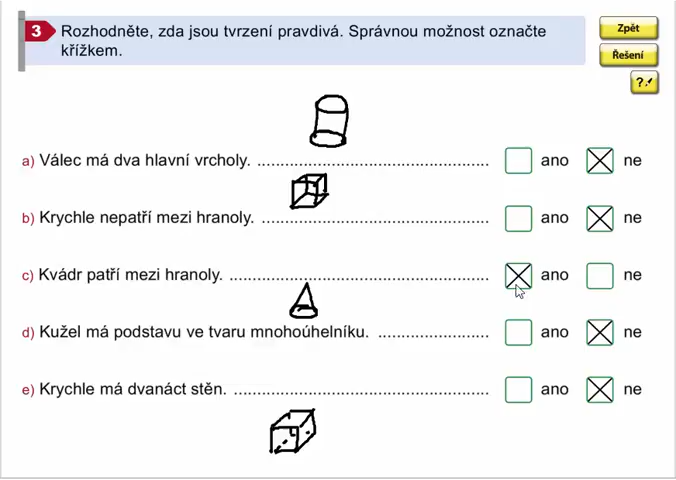 3 Rozhodněte, zda jsou tvrzení pravdivá. Správnou možnost označte
křížkem.
Zpět
Řešení
?
a) Válec má dva hlavní vrcholy. .................................................. ano ne
b) Krychle nepatří mezi hranoly. ................................................. ano ne
c) Kvádr patří mezi hranoly. ........................................................ ano ne
d) Kužel má podstavu ve tvaru mnohoúhelníku. ........................ ano ne
e) Krychle má dvanáct stěn. ....................................................... ano ne